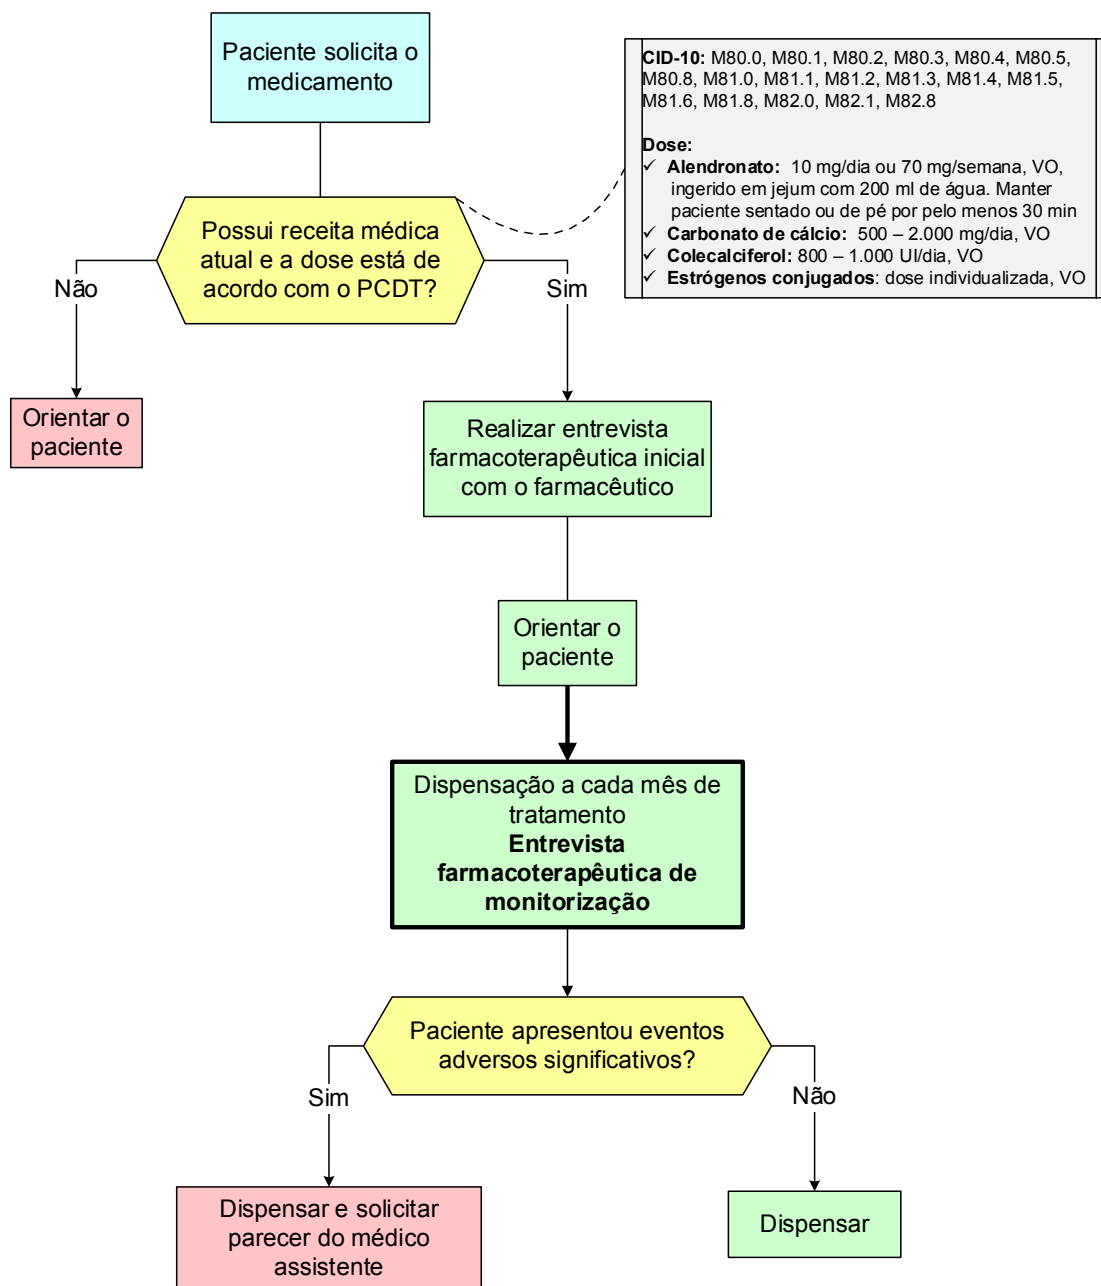 Paciente solicita o
medicamento
CID-10: M80.0, M80.1, M80.2, M80.3, M80.4, M80.5,
M80.8, M81.0, M81.1, M81.2, M81.3, M81.4, M81.5,
M81.6, M81.8, M82.0, M82.1, M82.8
Dose:
✓ Alendronato: 10 mg/dia ou 70 mg/semana, VO,
ingerido em jejum com 200 ml de água. Manter
paciente sentado ou de pé por pelo menos 30 min
✓ Carbonato de cálcio: 500 – 2.000 mg/dia, VO
✓ Colecalciferol: 800 – 1.000 UI/dia, VO
✓ Estrógenos conjugados: dose individualizada, VO
Possui receita médica
atual e a dose está de
acordo com o PCDT?
Não
Sim
Orientar o
paciente
Realizar entrevista
farmacoterapêutica inicial
com o farmacêutico
Orientar o
paciente
Dispensação a cada mês de
tratamento
Entrevista
farmacoterapêutica de
monitorização
Paciente apresentou eventos
adversos significativos?
Sim
Não
Dispensar e solicitar
parecer do médico
assistente
Dispensar